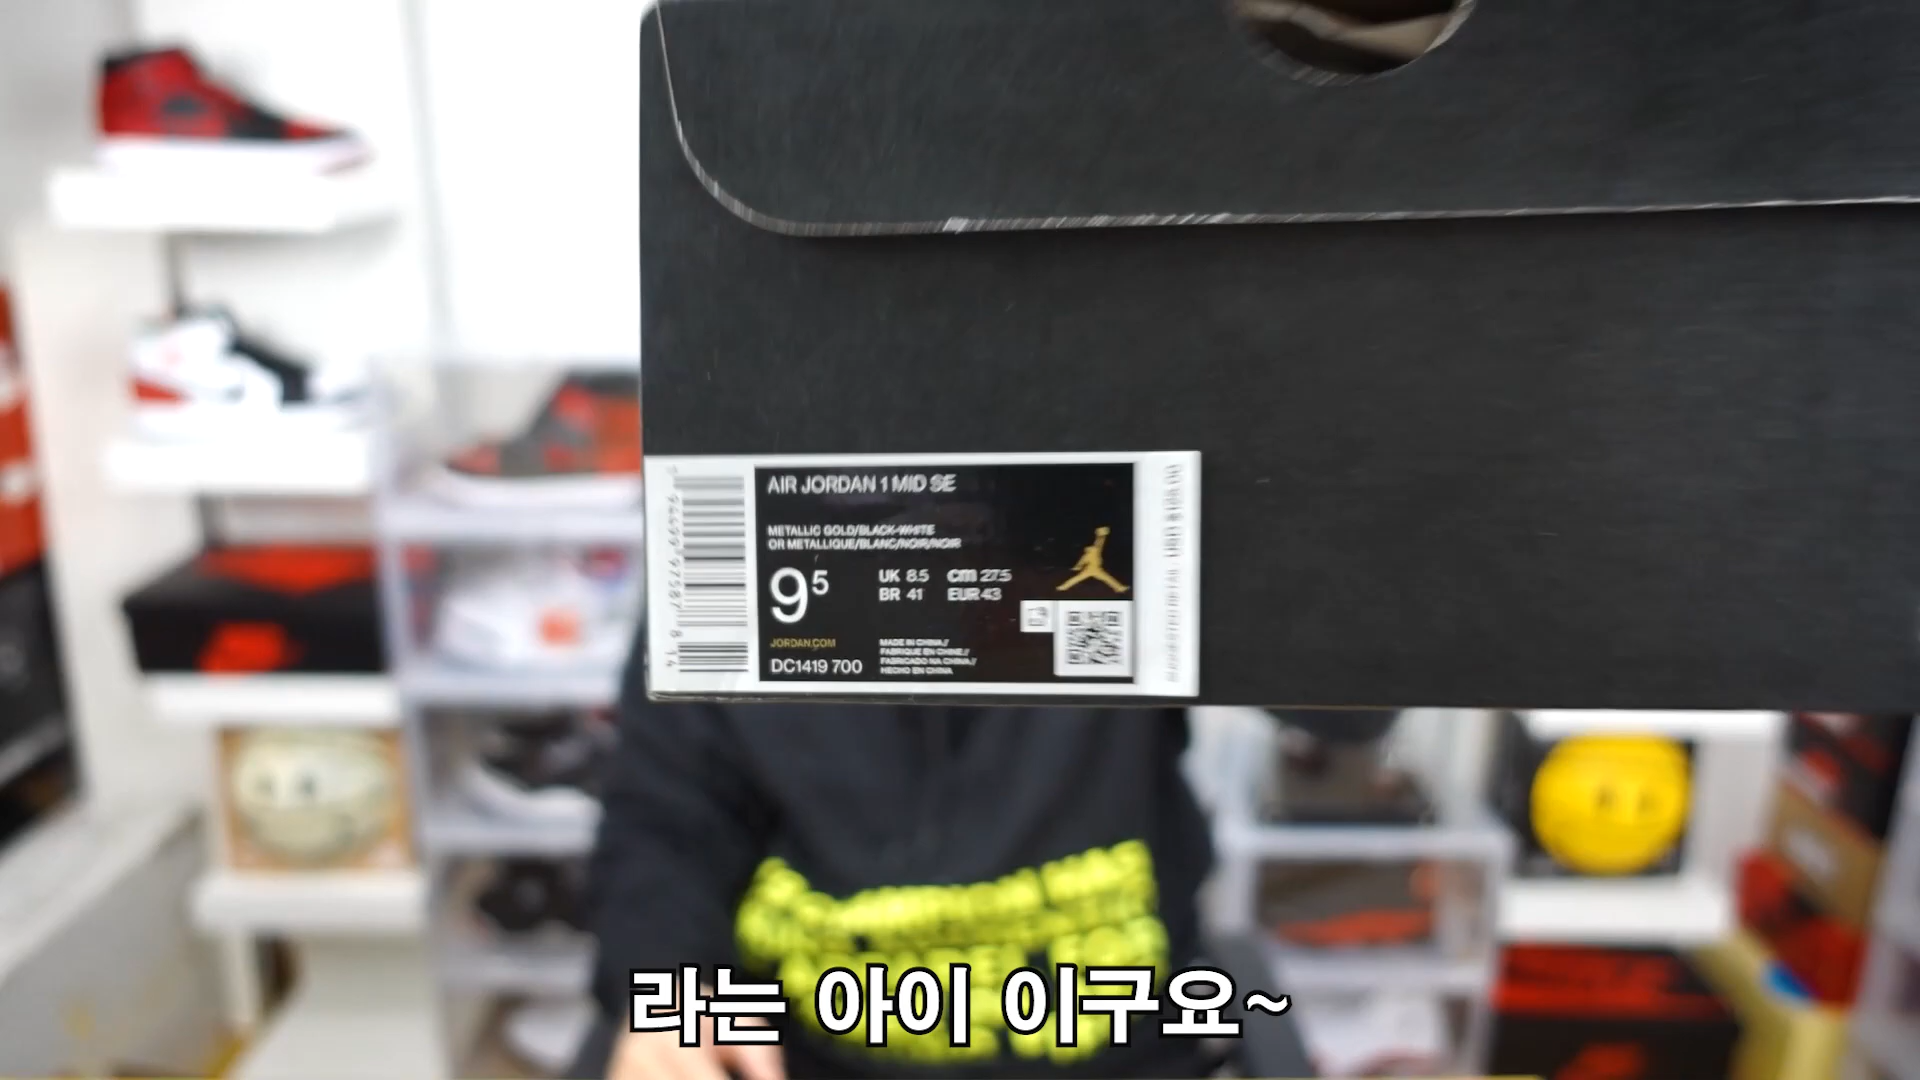 AIR JORDAN 1 MID SE
METALLIC GOLD/BLACK-WHITE
OR METALLIQUE/BLANC/NOIR/NOIR
9⁵
UK 8.5 cm 27.5
BR 41 EUR 43
JORDAN.COM
DC1419 700
MADE IN CHINA//
FABRIQUE EN CHINE//
FABRICADO NA CHINA//
HECHO EN CHINA
라는 아이 이구요~